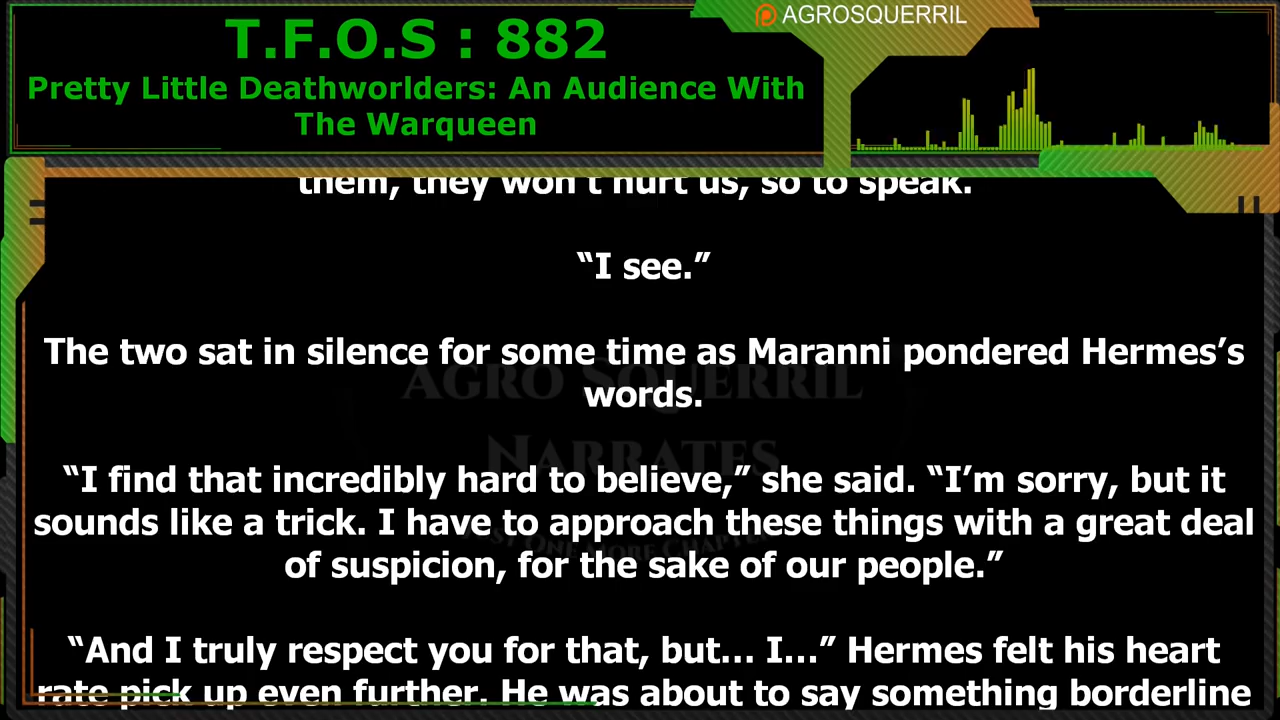 AGROSQUERRIL
T.F.O.S : 882
Pretty Little Deathworlders: An Audience With
The Warqueen
them, they won't hurt us, so to speak.
“I see.”
The two sat in silence for some time as Maranni pondered Hermes’s
words.
“I find that incredibly hard to believe,” she said. “I’m sorry, but it
sounds like a trick. I have to approach these things with a great deal
of suspicion, for the sake of our people.”
“And I truly respect you for that, but... I...” Hermes felt his heart
rate pick up even further. He was about to say something borderline
AGRO SQUERRIL
NARRATES